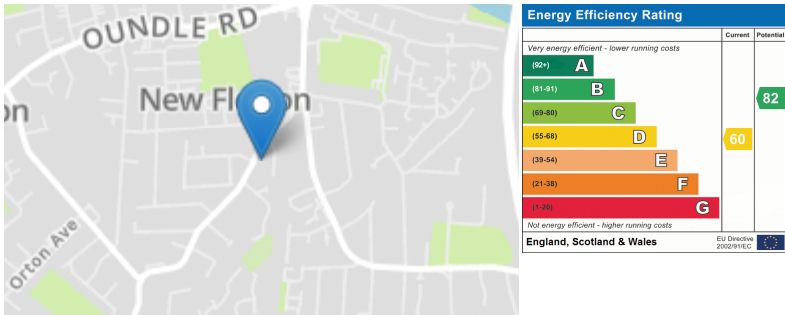 OUNDLE RD
New Fl on
on
Orton Ave
Energy Efficiency Rating
Current Potential
Very energy efficient - lower running costs
(92+) A
(81-91) B
82
(69-80) C
(55-68) D
60
(39-54) E
(21-38) F
(1-20) G
Not energy efficient - higher running costs
England, Scotland & Wales
EU Directive
2002/91/EC